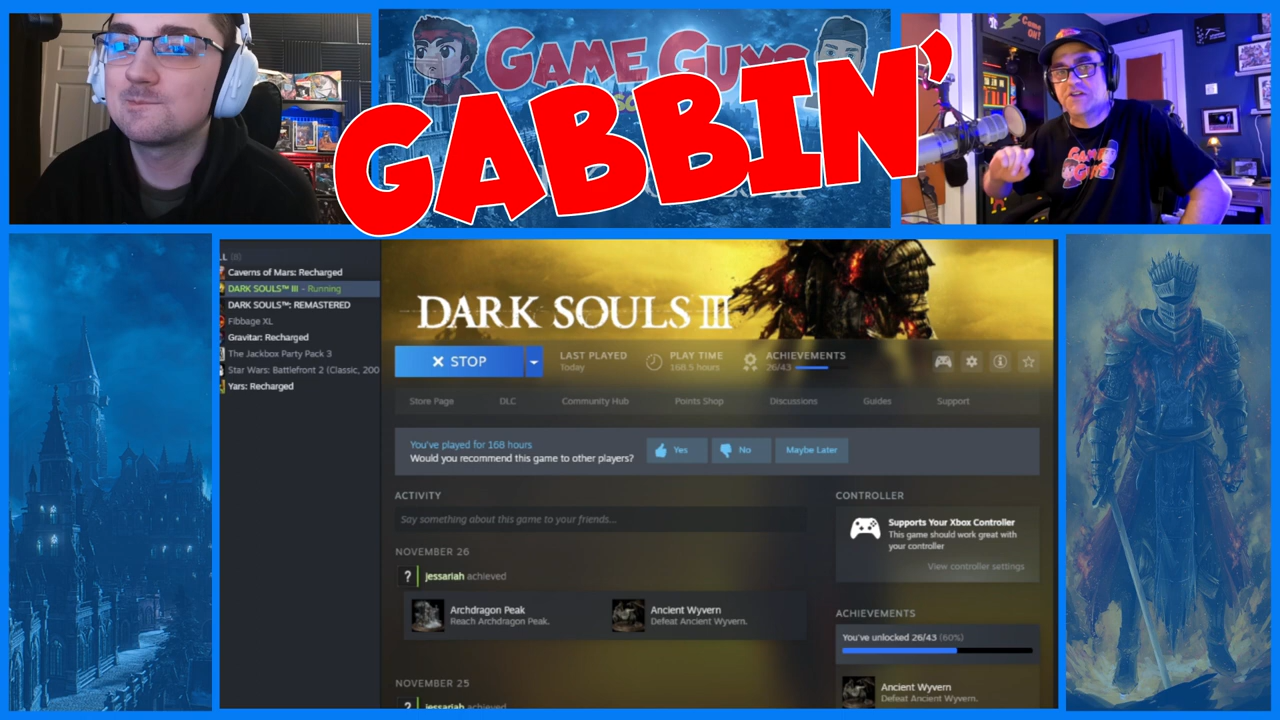 GAME GUYS
GABBIN'
GAME
ON!
GAME
GUYS
LL (8)
Caverns of Mars: Recharged
DARK SOULS™ III - Running
DARK SOULS™: REMASTERED
Fibbage XL
Gravitar: Recharged
The Jackbox Party Pack 3
Star Wars: Battlefront 2 (Classic, 200
Yars: Recharged
DARK SOULS III
STOP
LAST PLAYED
Today
PLAY TIME
168.5 hours
ACHIEVEMENTS
26/43
Store Page
DLC
Community Hub
Points Shop
Discussions
Guides
Support
You've played for 168 hours
Would you recommend this game to other players?
Yes
No
Maybe Later
ACTIVITY
Say something about this game to your friends...
NOVEMBER 26
? jessariah achieved
Archdragon Peak
Reach Archdragon Peak.
Ancient Wyvern
Defeat Ancient Wyvern.
NOVEMBER 25
jessariah achieved
CONTROLLER
Supports Your Xbox Controller
This game should work great with
your controller
View controller settings
ACHIEVEMENTS
You've unlocked 26/43 (60%)
Ancient Wyvern
Defeat Ancient Wyvern.